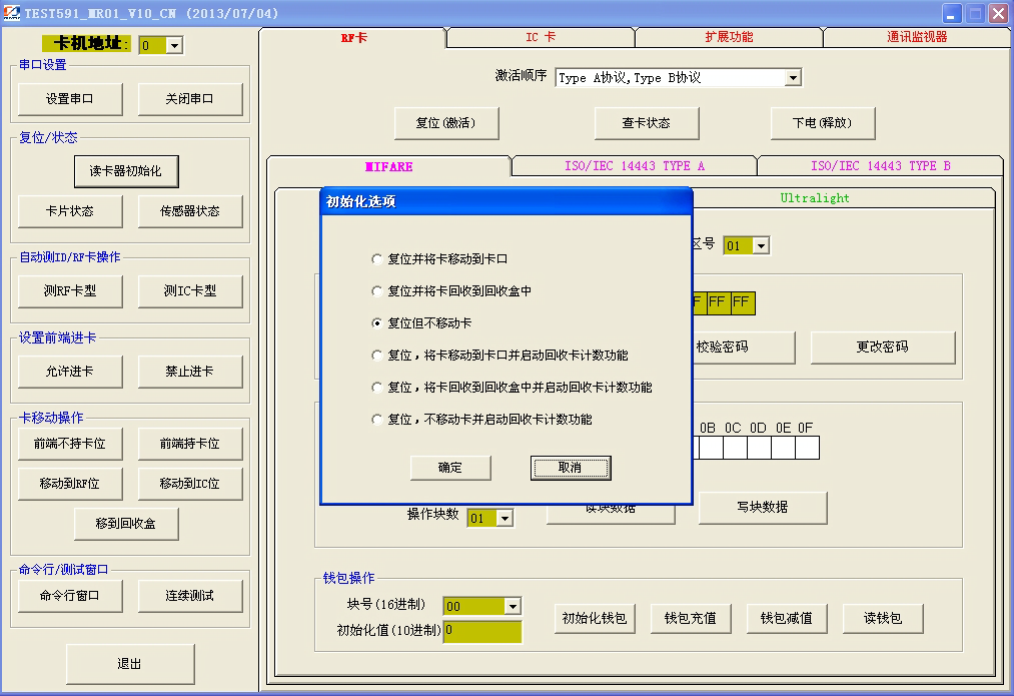 TEST591_MR01_V10_CN (2013/07/04)
卡机地址: 0
串口设置
设置串口 关闭串口
复位/状态
读卡器初始化
卡片状态 传感器状态
自动测ID/RF卡操作
测RF卡型 测IC卡型
设置前端进卡
允许进卡 禁止进卡
卡移动操作
前端不持卡位 前端持卡位
移动到RF位 移动到IC位
移到回收盒
命令行/测试窗口
命令行窗口 连续测试
退出
RF卡 IC 卡 扩展功能 通讯监视器
激活顺序 Type A协议,Type B协议
复位(激活) 查卡状态 下电(释放)
MIFARE ISO/IEC 14443 TYPE A ISO/IEC 14443 TYPE B
Ultralight
区号 01
FF FF
校验密码 更改密码
0B 0C 0D 0E 0F
初始化选项
复位并将卡移动到卡口
复位并将卡回收到回收盒中
复位但不移动卡
复位，将卡移动到卡口并启动回收卡计数功能
复位，将卡回收到回收盒中并启动回收卡计数功能
复位，不移动卡并启动回收卡计数功能
确定 取消
操作块数 01 读块数据 写块数据
钱包操作
块号(16进制) 00
初始化值(10进制) 0
初始化钱包 钱包充值 钱包减值 读钱包